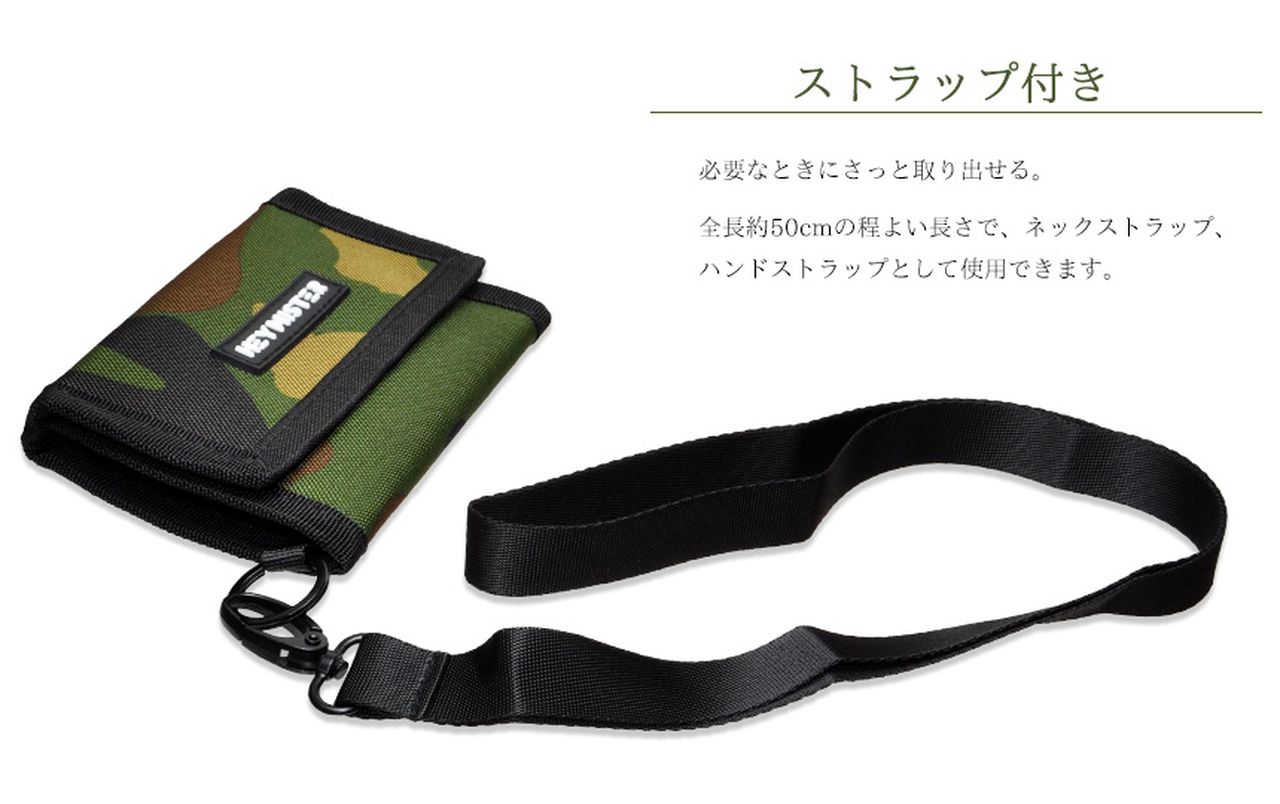 ストラップ付き
必要なときにさっと取り出せる。
全長約50cmの程よい長さで、ネックストラップ、
ハンドストラップとして使用できます。
HEYMISTER